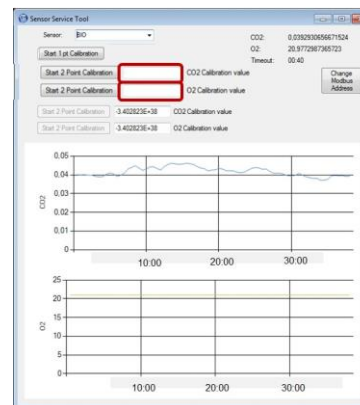 Sensor Service Tool
Sensor: BIO
CO2: 0,0392930656671524
O2: 20,9772987365723
Timeout: 00:40
Start 1 pt Calibration
Start 2 Point Calibration CO2 Calibration value
Change Modbus Address
Start 2 Point Calibration O2 Calibration value
Start 2 Point Calibration -3.402823E+38 CO2 Calibration value
Start 2 Point Calibration -3.402823E+38 O2 Calibration value
0,05
0,04
0,03
CO2
0,02
0,01
0
10:00 20:00 30:00
25
20
15
O2
10
5
0
10:00 20:00 30:00